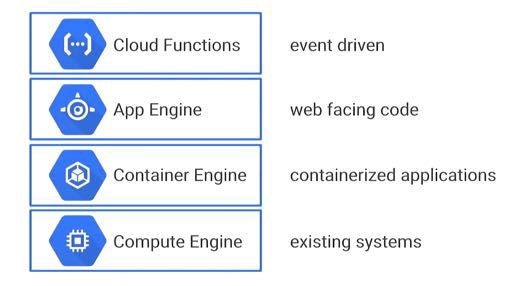 Cloud Functions event driven
App Engine web facing code
Container Engine containerized applications
Compute Engine existing systems